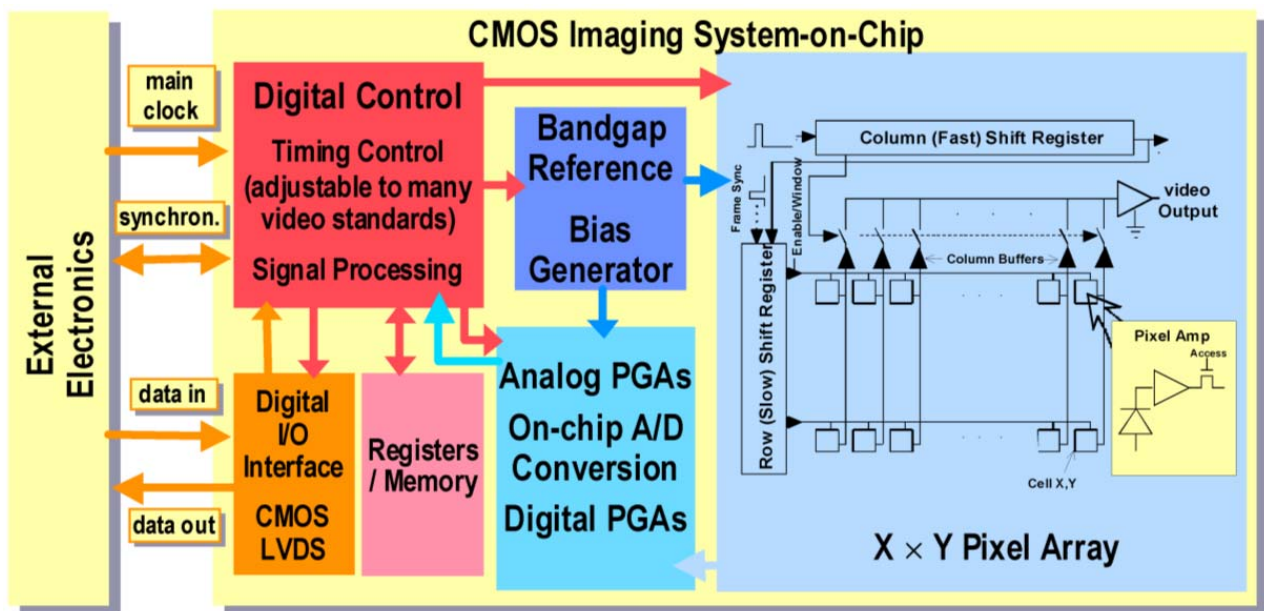 CMOS Imaging System-on-Chip
External
Electronics
main
clock
synchron.
data in
data out
Digital Control
Timing Control
(adjustable to many
video standards)
Signal Processing
Bandgap
Reference
Bias
Generator
Digital
I/O
Interface
CMOS
LVDS
Registers
/ Memory
Analog PGAs
On-chip A/D
Conversion
Digital PGAs
Column (Fast) Shift Register
Frame Sync
Enable/Window
Row (Slow) Shift Register
video
Output
Column Buffers
Pixel Amp
Access
Cell X,Y
X × Y Pixel Array